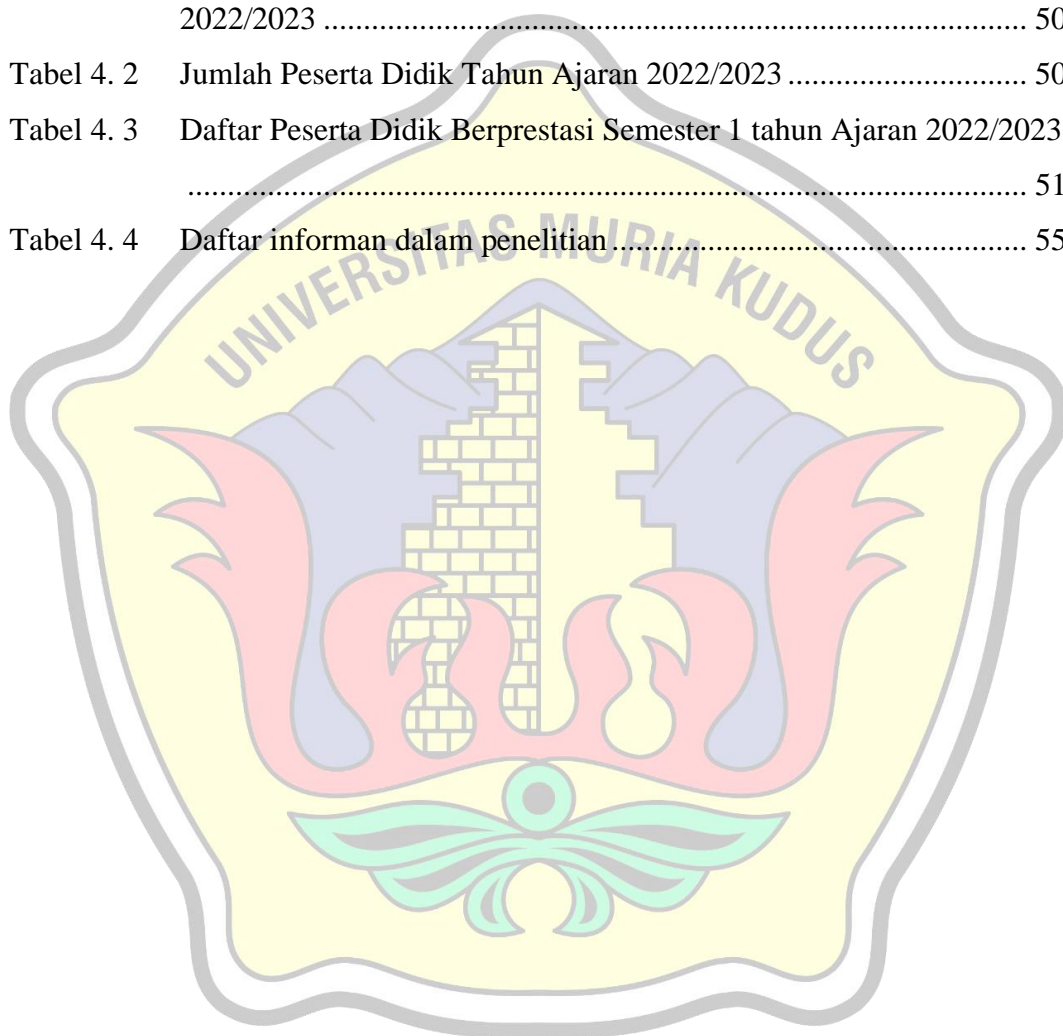 2022/2023 ........................................................................................ 50
Tabel 4. 2 Jumlah Peserta Didik Tahun Ajaran 2022/2023 .............................. 50
Tabel 4. 3 Daftar Peserta Didik Berprestasi Semester 1 tahun Ajaran 2022/2023
......................................................................................................... 51
Tabel 4. 4 Daftar informan dalam penelitian .................................................... 55
UNIVERSITAS MURIA KUDUS